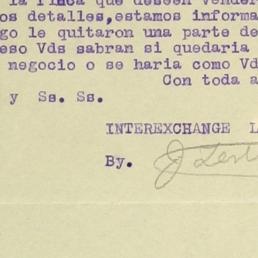 la finca que deseen vender
os detalles,estamos informa
go le quitaron una parte de
eso Vds sabran si quedaria
negocio o se haria como Vd
Con toda a
y Ss. Ss.
INTEREXCHANGE L
By.